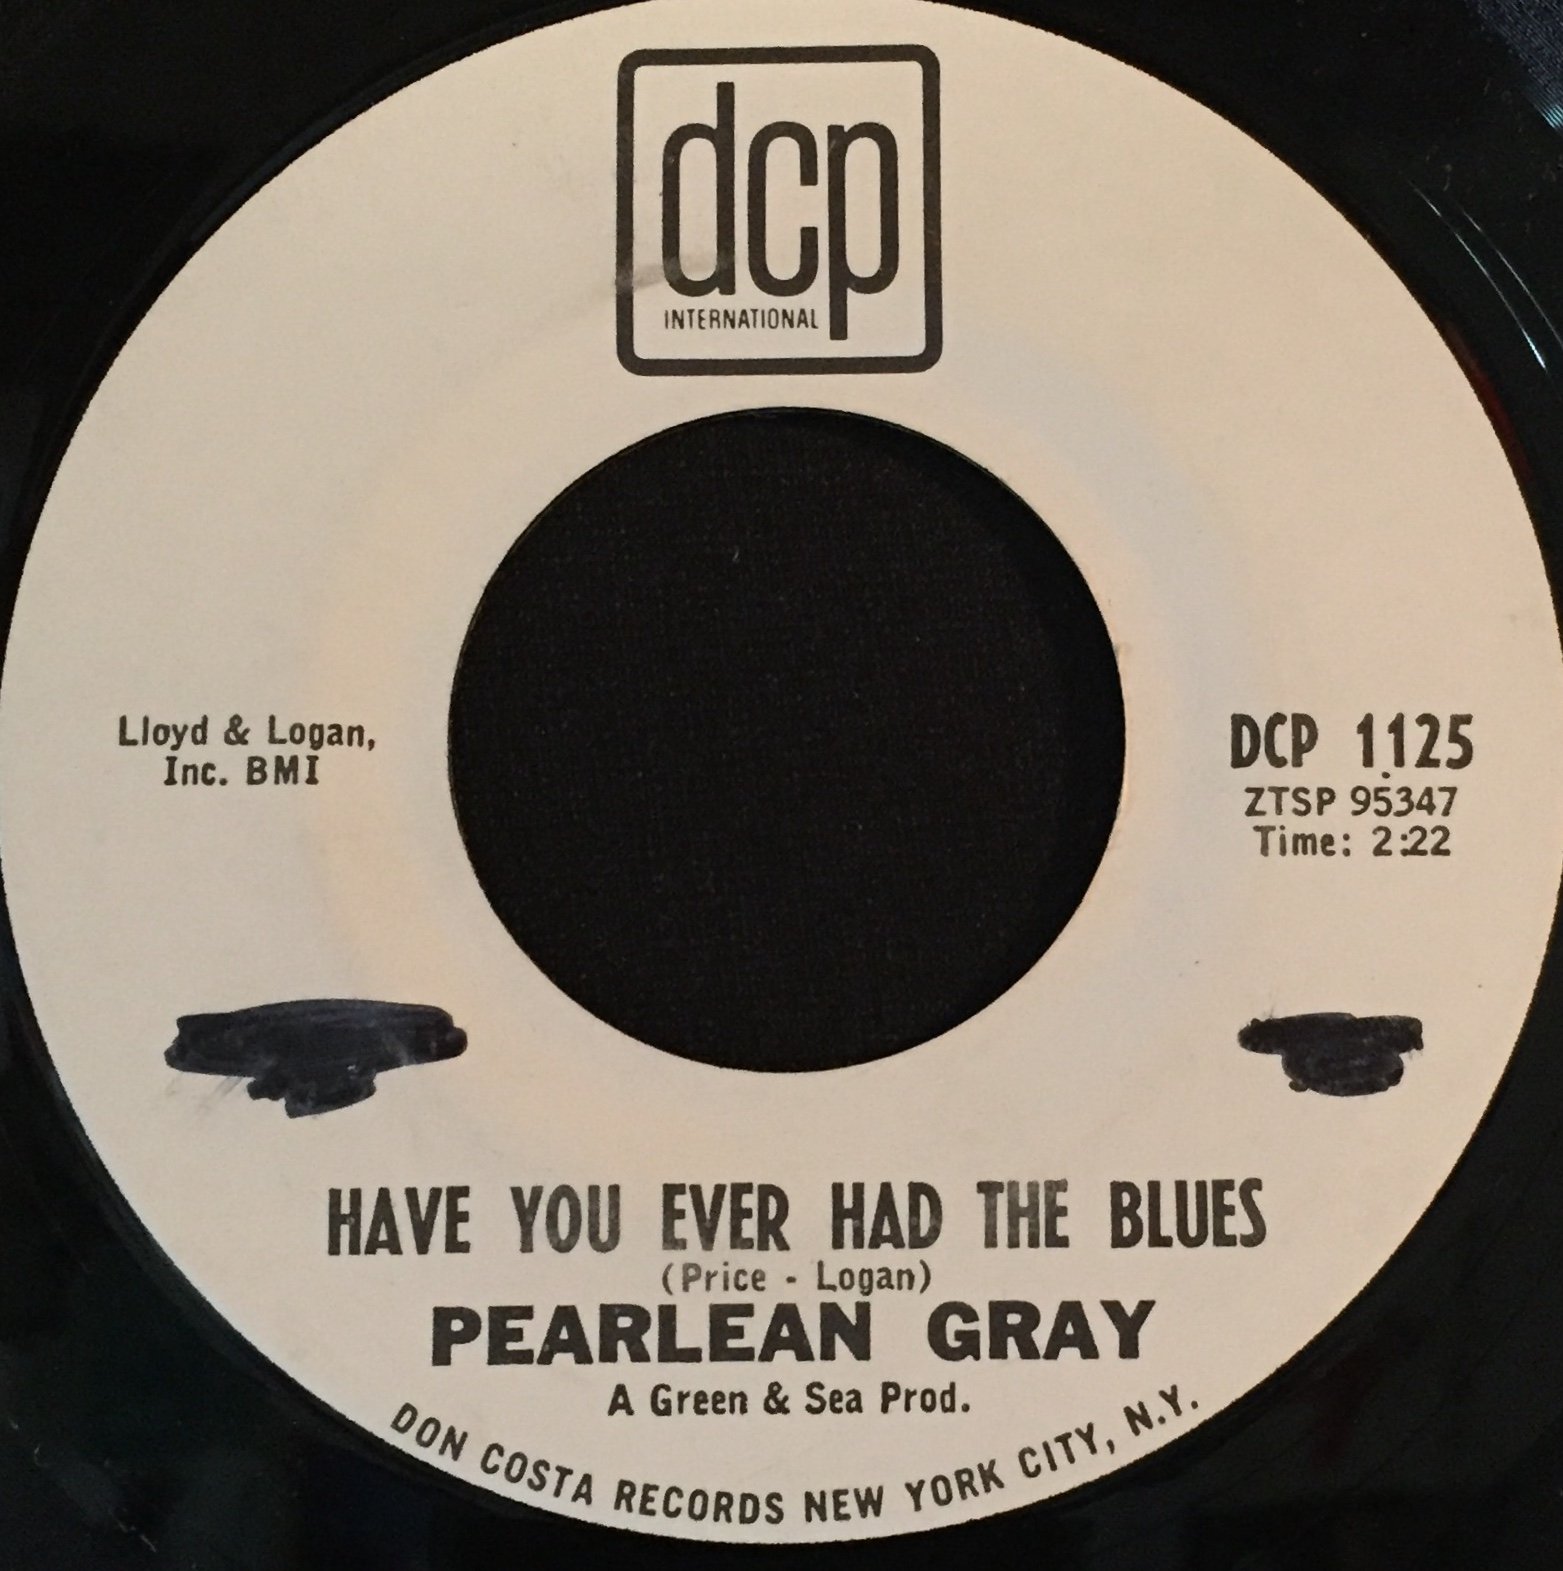 dcp
INTERNATIONAL
Lloyd & Logan,
Inc. BMI
DCP 1125
ZTSP 95347
Time: 2:22
HAVE YOU EVER HAD THE BLUES
(Price - Logan)
PEARLEAN GRAY
A Green & Sea Prod.
DON COSTA RECORDS NEW YORK CITY, N.Y.